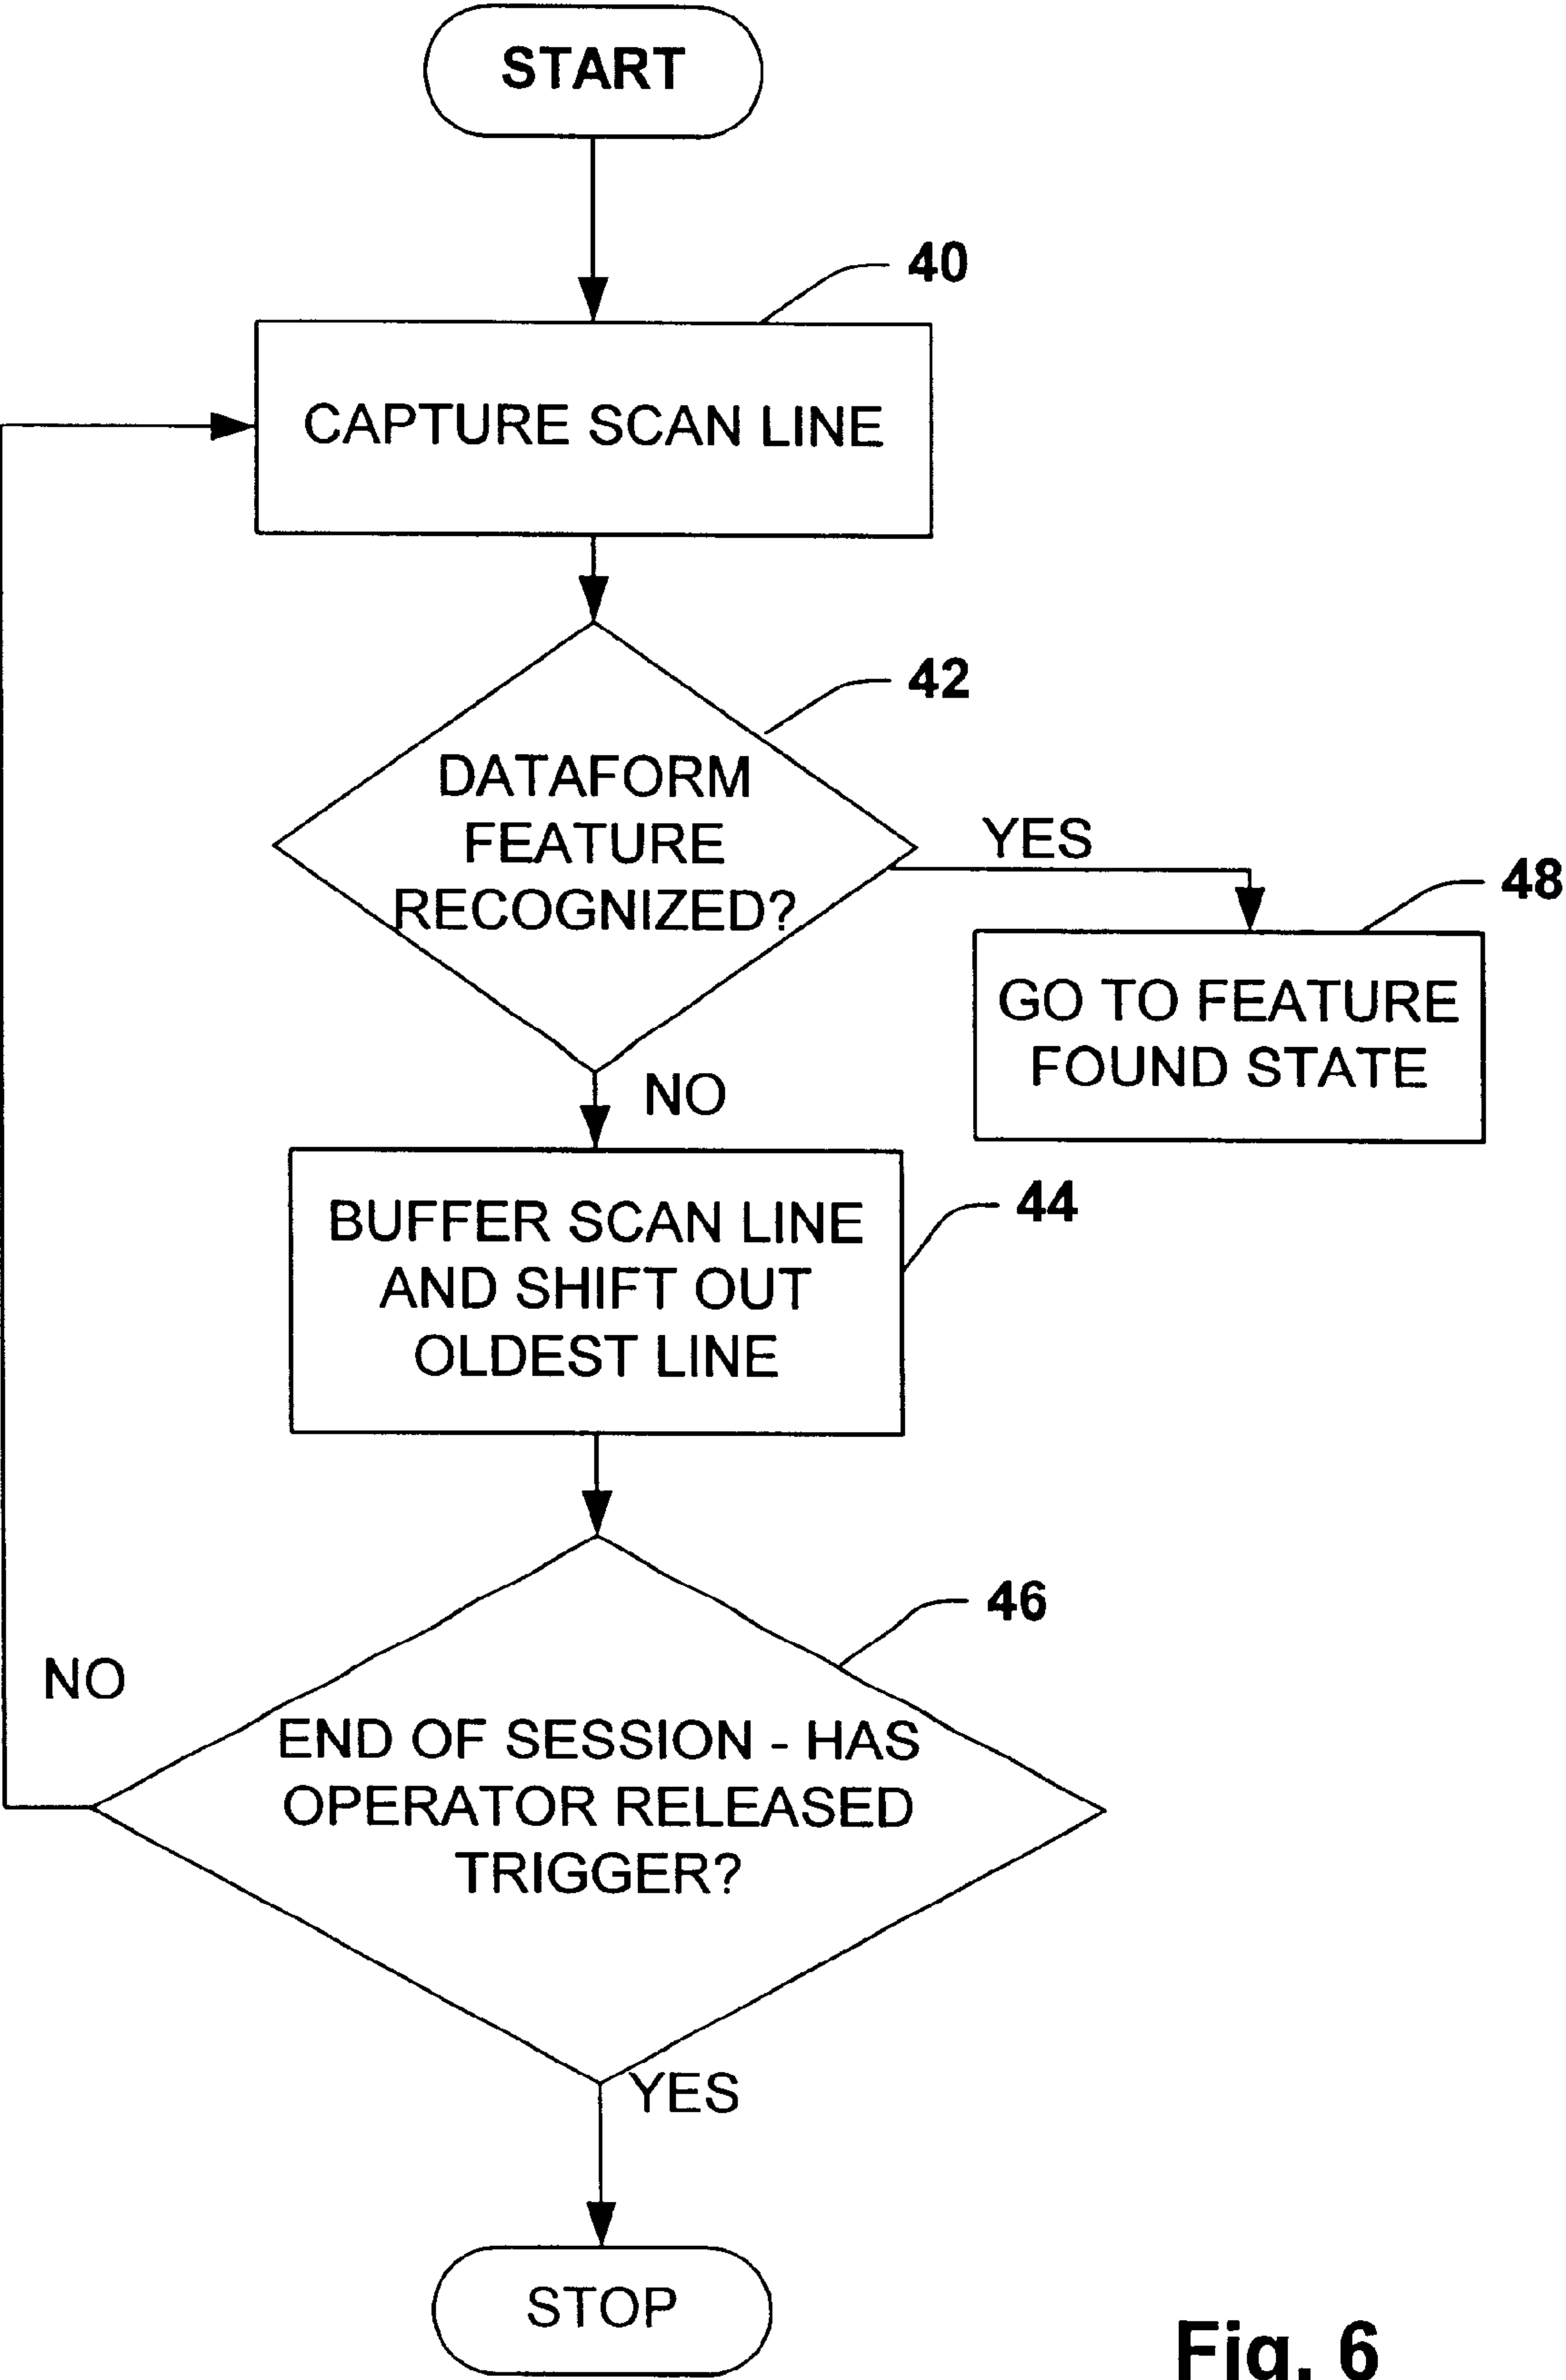 START
40
CAPTURE SCAN LINE
42
DATAFORM
FEATURE
RECOGNIZED?
YES
48
GO TO FEATURE
FOUND STATE
NO
BUFFER SCAN LINE
AND SHIFT OUT
OLDEST LINE
44
46
NO
END OF SESSION - HAS
OPERATOR RELEASED
TRIGGER?
YES
STOP
Fig. 6